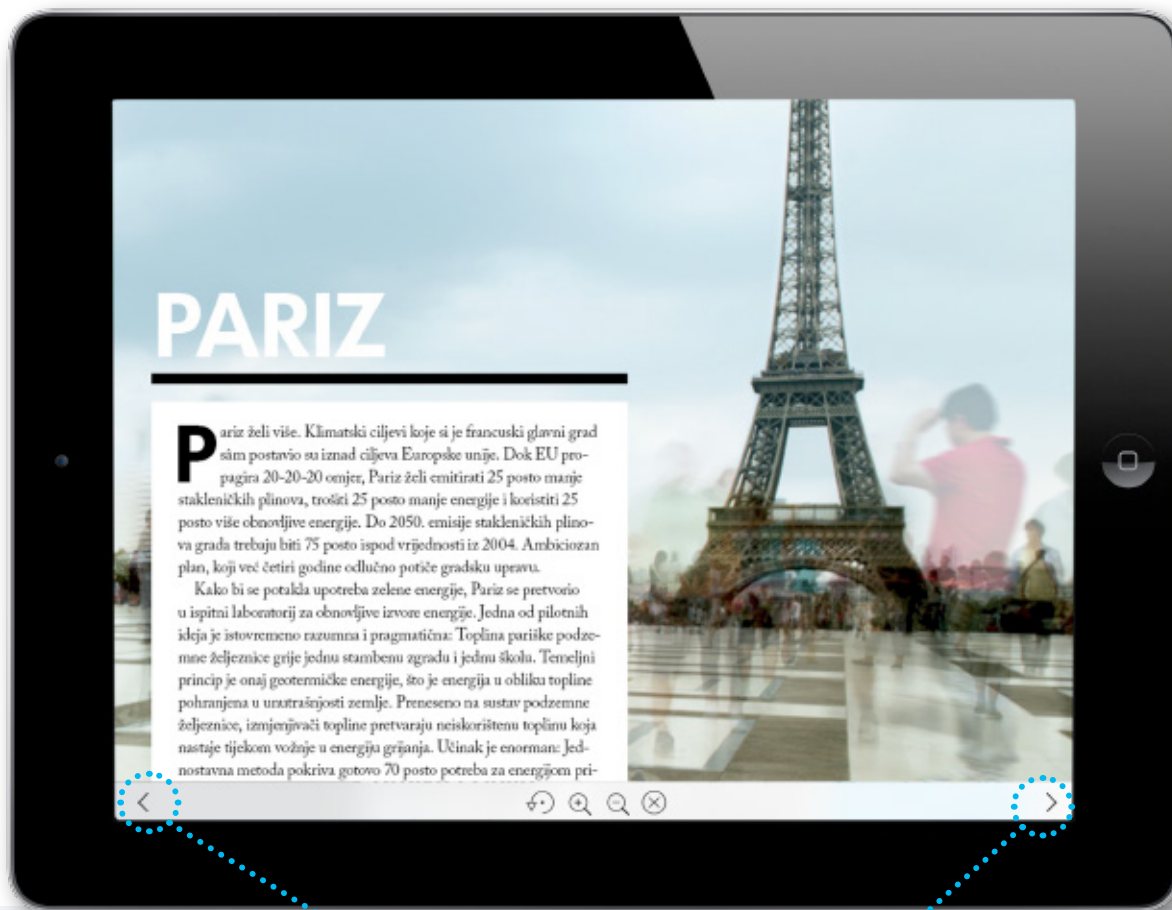 PARIZ
Pariz želi više. Klimatski ciljevi koje si je francuski glavni grad
sâm postavio su iznad ciljeva Europske unije. Dok EU pro-
pagira 20-20-20 omjer, Pariz želi emitirati 25 posto manje
stakleničkih plinova, trošiti 25 posto manje energije i koristiti 25
posto više obnovljive energije. Do 2050. emisije stakleničkih plino-
va grada trebaju biti 75 posto ispod vrijednosti iz 2004. Ambiciozan
plan, koji već četiri godine odlučno potiče gradsku upravu.
Kako bi se potakla upotreba zelene energije, Pariz se pretvorio
u ispitni laboratorij za obnovljive izvore energije. Jedna od pilotnih
ideja je istovremeno razumna i pragmatična: Toplina pariške podze-
mne željeznice grije jednu stambenu zgradu i jednu školu. Temeljni
princip je onaj geotermičke energije, što je energija u obliku topline
pohranjena u unutrašnjosti zemlje. Preneseno na sustav podzemne
željeznice, izmjenjivači topline pretvaraju neiskorištenu toplinu koja
nastaje tijekom vožnje u energiju grijanja. Učinak je enorman: Jed-
nostavna metoda pokriva gotovo 70 posto potreba za energijom pri-